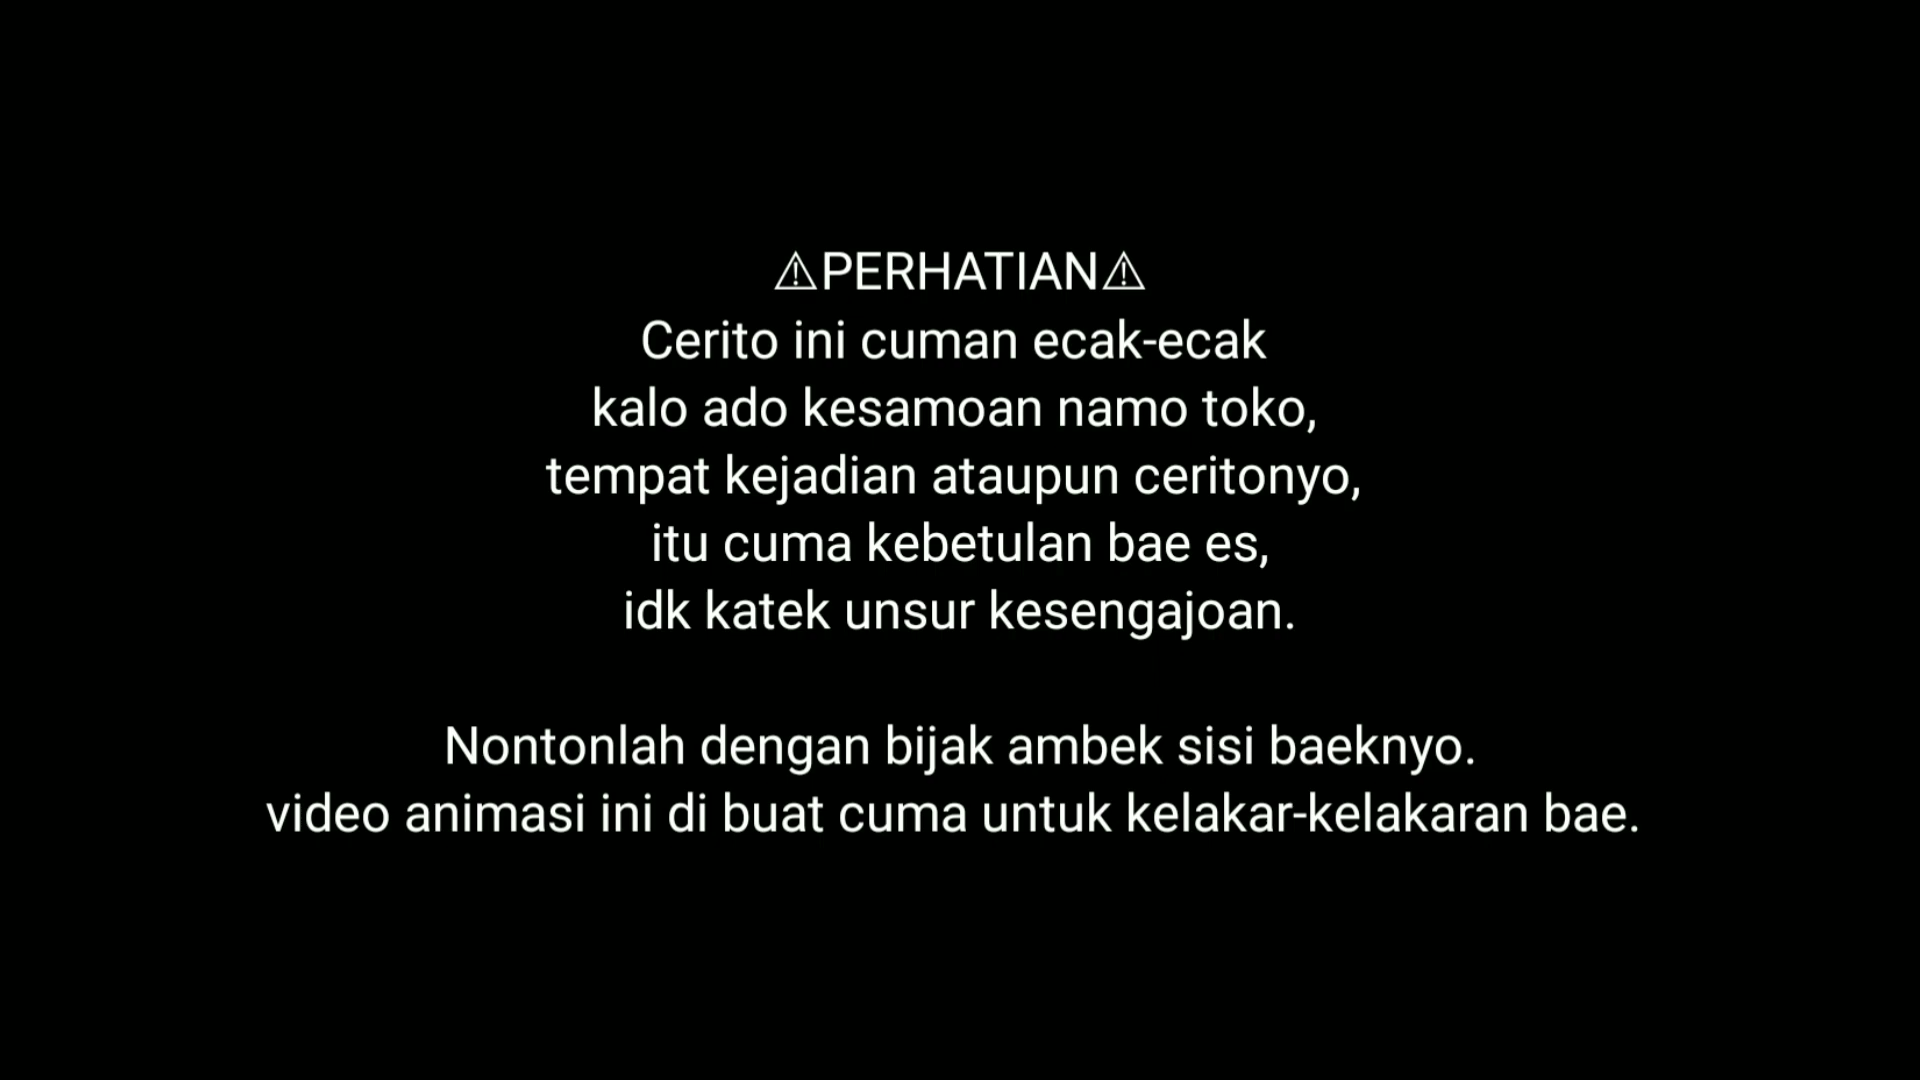 ⚠PERHATIAN⚠
Cerito ini cuman ecak-ecak
kalo ado kesamoan namo toko,
tempat kejadian ataupun ceritonyo,
itu cuma kebetulan bae es,
idk katek unsur kesengajoan.
Nontonlah dengan bijak ambek sisi baeknyo.
video animasi ini di buat cuma untuk kelakar-kelakaran bae.